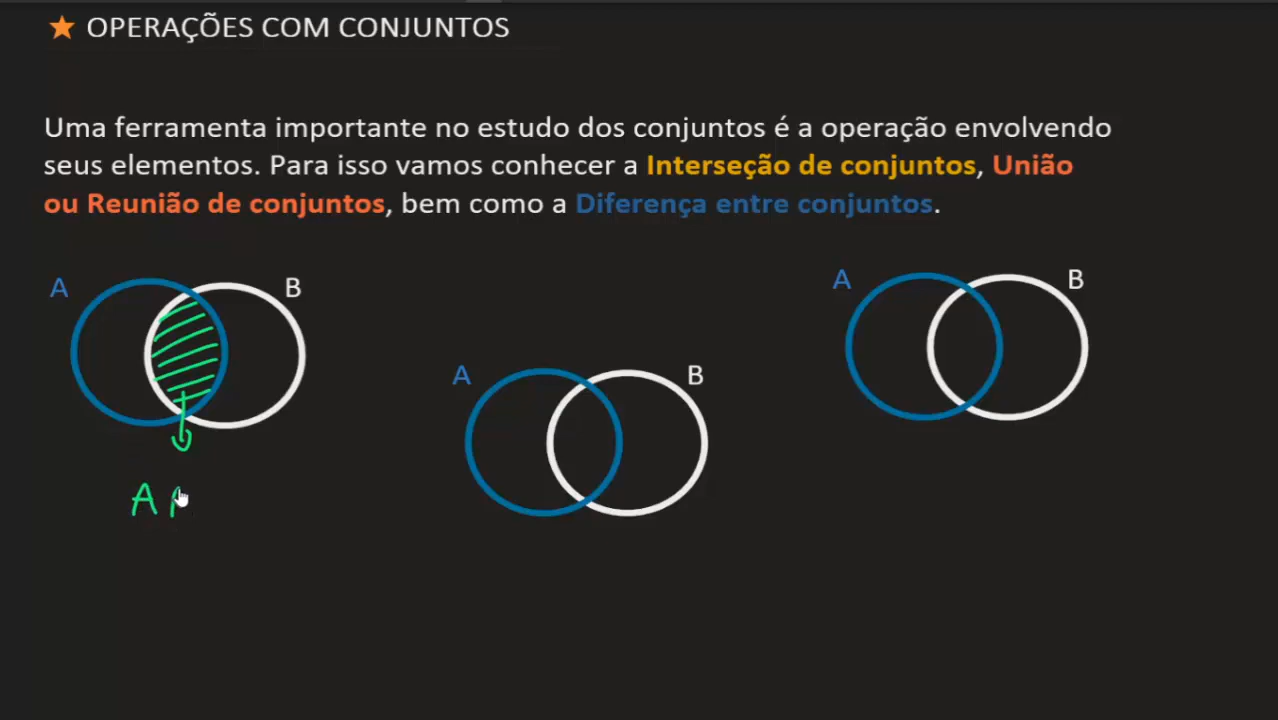 ★ OPERAÇÕES COM CONJUNTOS
Uma ferramenta importante no estudo dos conjuntos é a operação envolvendo
seus elementos. Para isso vamos conhecer a Interseção de conjuntos, União
ou Reunião de conjuntos, bem como a Diferença entre conjuntos.
A B
A B
A B
A